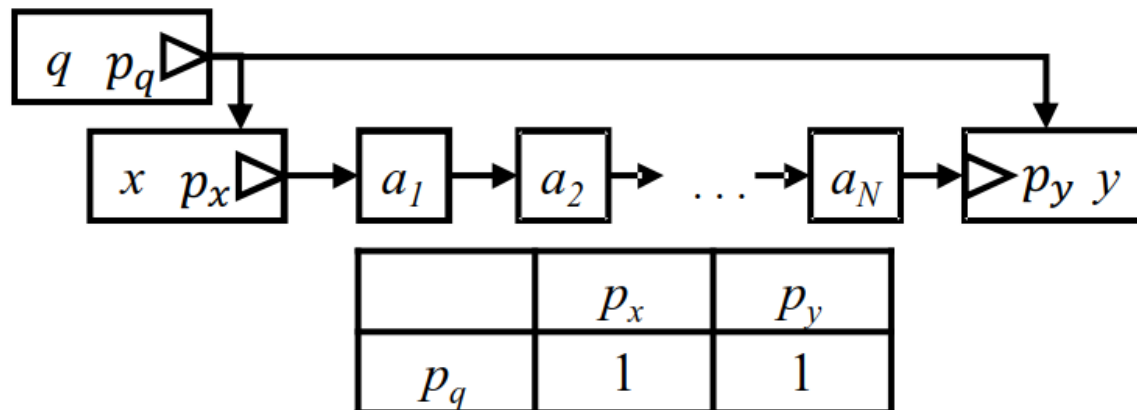 q p_q
x p_x a_1 a_2 ... a_N p_y y
p_x p_y
p_q 1 1